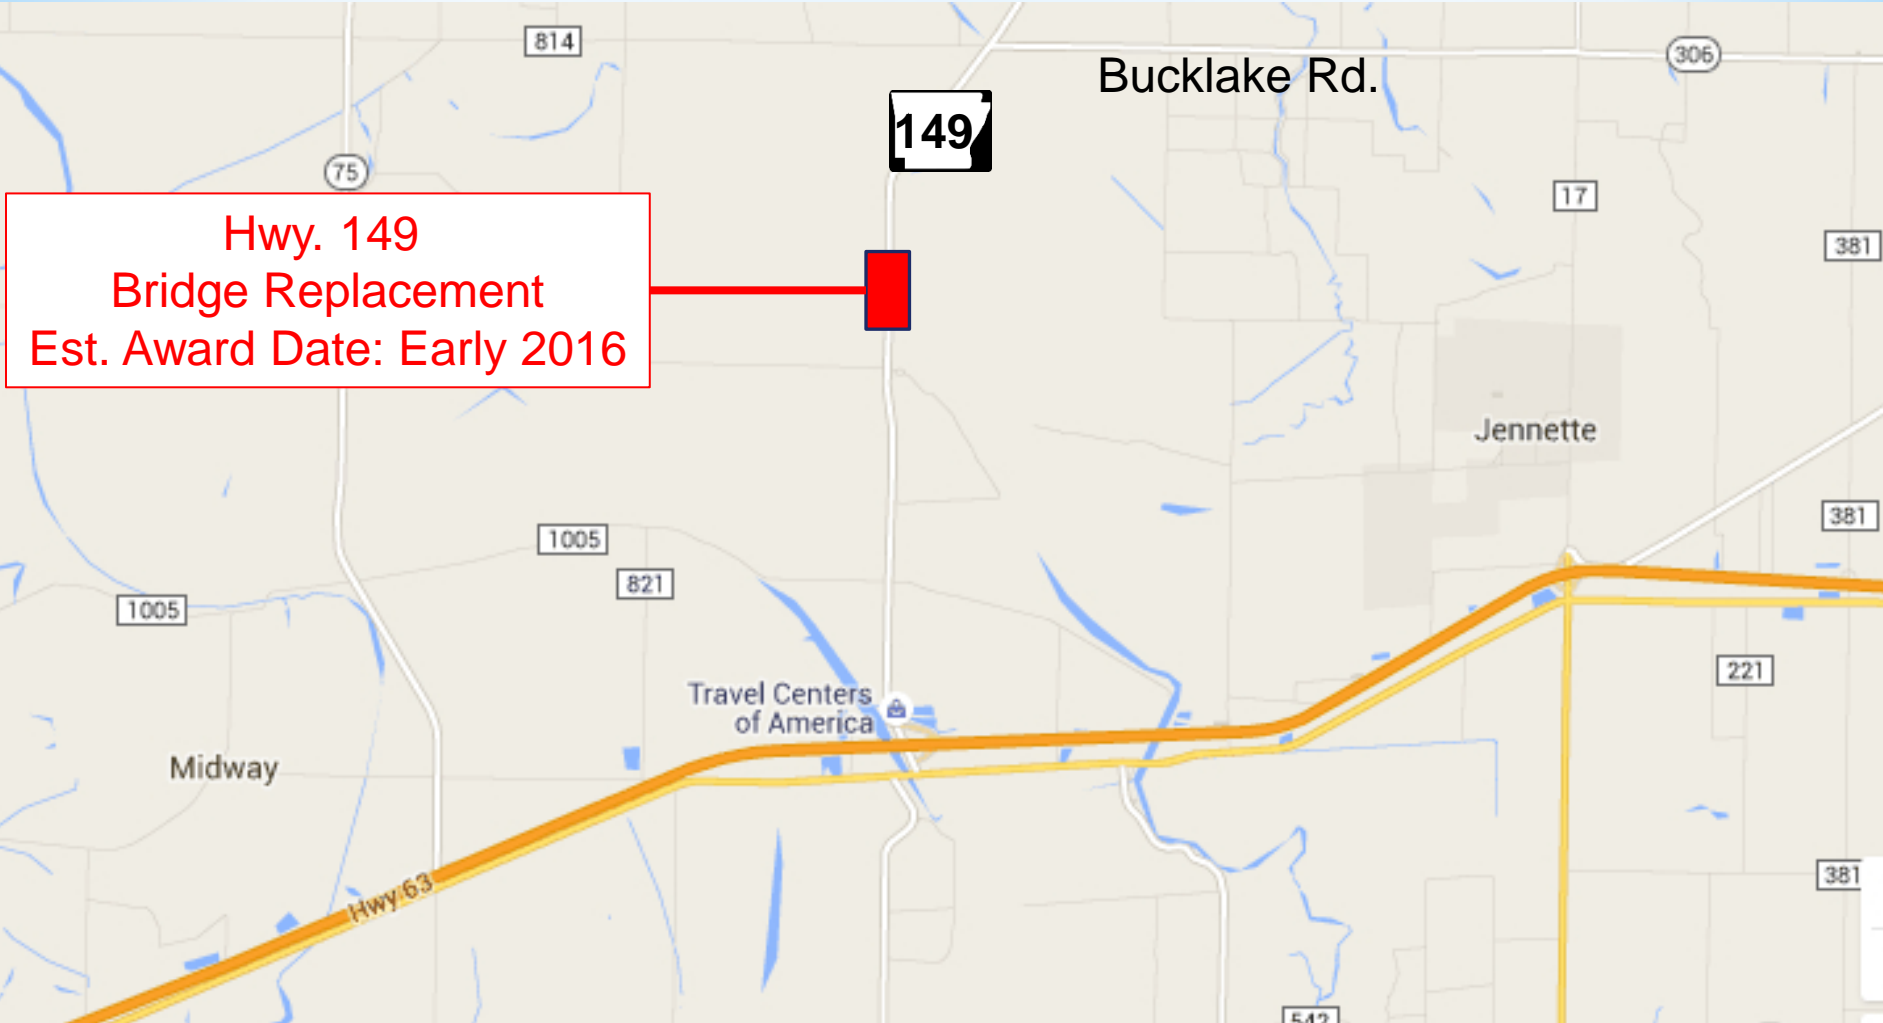 814
306
Bucklake Rd.
149
75
17
381
Hwy. 149
Bridge Replacement
Est. Award Date: Early 2016
Jennette
381
1005
821
1005
221
Travel Centers
of America
Midway
381
Hwy 63
542